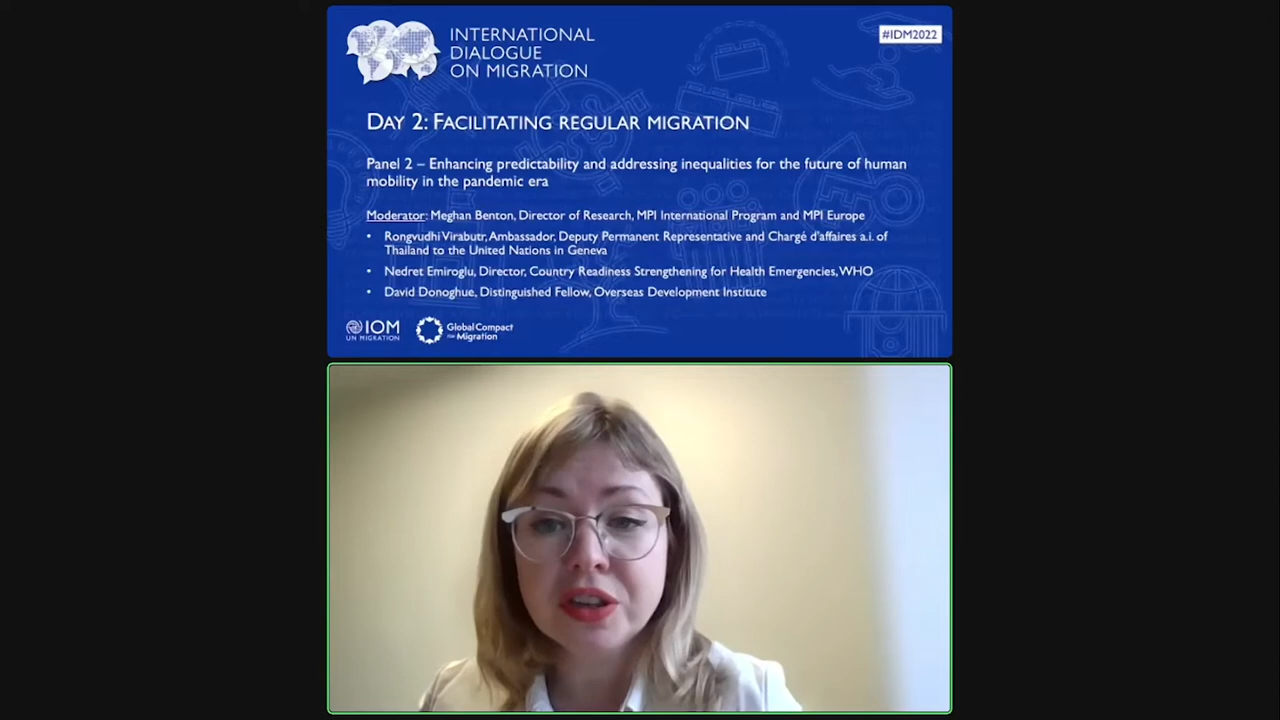 INTERNATIONAL
DIALOGUE
ON MIGRATION
#IDM2022
DAY 2: FACILITATING REGULAR MIGRATION
Panel 2 – Enhancing predictability and addressing inequalities for the future of human
mobility in the pandemic era
Moderator: Meghan Benton, Director of Research, MPI International Program and MPI Europe
• Rongvudhi Virabutr, Ambassador, Deputy Permanent Representative and Chargé d'affaires a.i. of
Thailand to the United Nations in Geneva
• Nedret Emiroglu, Director, Country Readiness Strengthening for Health Emergencies, WHO
• David Donoghue, Distinguished Fellow, Overseas Development Institute
IOM
UN MIGRATION
Global Compact
FOR Migration